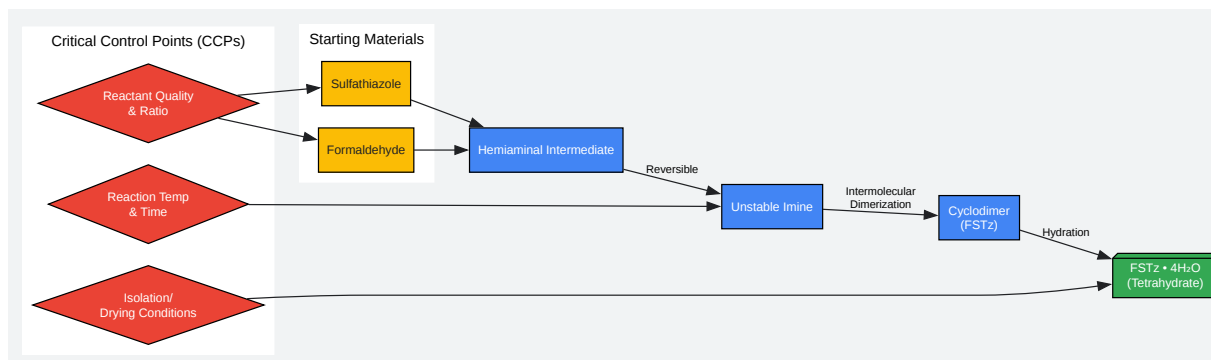 Critical Control Points (CCPs)
Starting Materials
Reactant Quality
& Ratio
Sulfathiazole
Formaldehyde
Hemiaminal Intermediate
Reversible
Reaction Temp
& Time
Unstable Imine
Intermolecular
Dimerization
Cyclodimer
(FSTz)
Hydration
FSTz • 4H₂O
(Tetrahydrate)
Isolation/
Drying Conditions